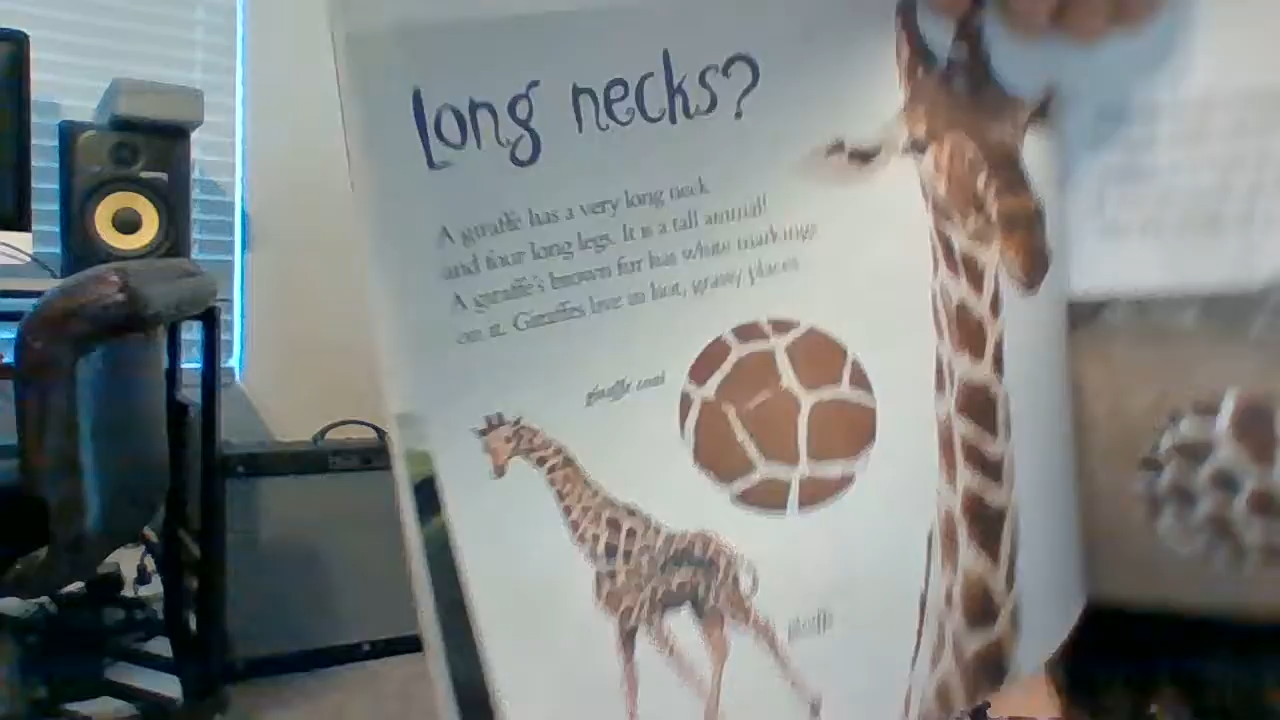 Long necks?
A giraffe has a very long neck
and four long legs. It is a tall animal!
A giraffe's brown fur has white markings
on it. Giraffes live in hot, grassy places
giraffe coat
giraffe